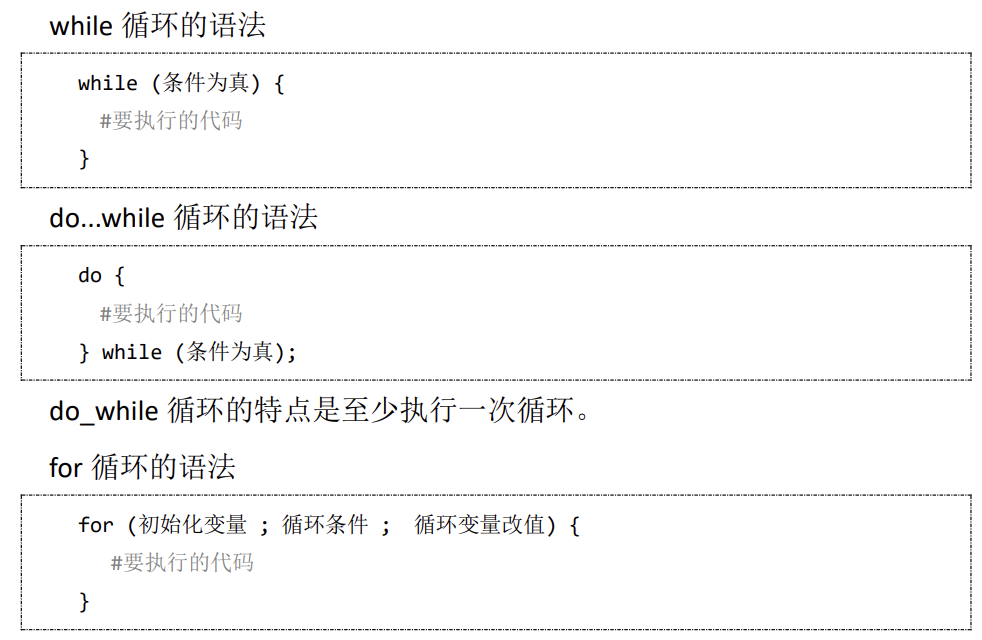 while 循环的语法
while (条件为真) {
#要执行的代码
}
do...while 循环的语法
do {
#要执行的代码
} while (条件为真);
do_while 循环的特点是至少执行一次循环。
for 循环的语法
for (初始化变量 ; 循环条件 ; 循环变量改值) {
#要执行的代码
}